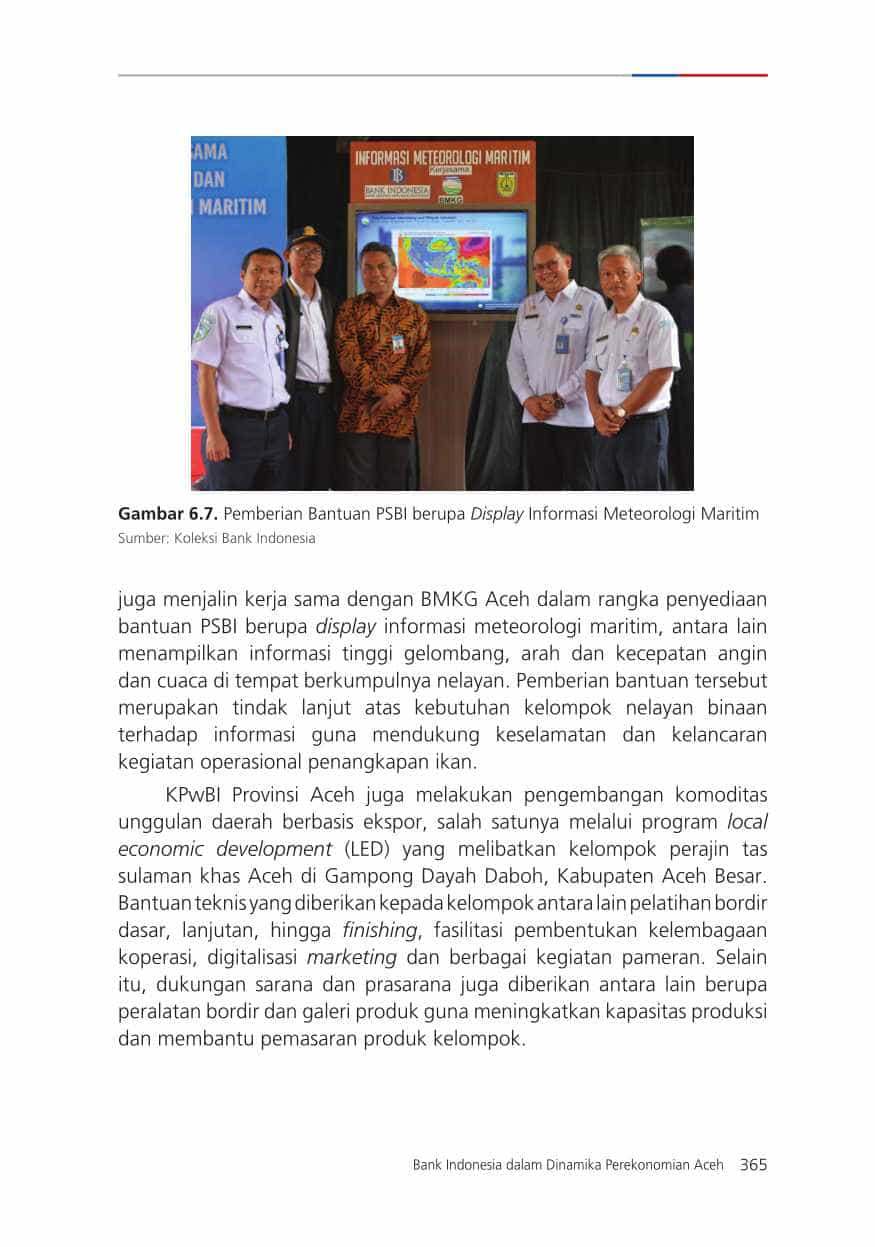 SAMA
DAN
MARITIM
INFORMASI METEOROLOGI MARITIM
Kerjasama
BANK INDONESIA
BMKG
Gambar 6.7. Pemberian Bantuan PSBI berupa Display Informasi Meteorologi Maritim
Sumber: Koleksi Bank Indonesia
juga menjalin kerja sama dengan BMKG Aceh dalam rangka penyediaan
bantuan PSBI berupa display informasi meteorologi maritim, antara lain
menampilkan informasi tinggi gelombang, arah dan kecepatan angin
dan cuaca di tempat berkumpulnya nelayan. Pemberian bantuan tersebut
merupakan tindak lanjut atas kebutuhan kelompok nelayan binaan
terhadap informasi guna mendukung keselamatan dan kelancaran
kegiatan operasional penangkapan ikan.
KPwBI Provinsi Aceh juga melakukan pengembangan komoditas
unggulan daerah berbasis ekspor, salah satunya melalui program local
economic development (LED) yang melibatkan kelompok perajin tas
sulaman khas Aceh di Gampong Dayah Daboh, Kabupaten Aceh Besar.
Bantuan teknis yang diberikan kepada kelompok antara lain pelatihan bordir
dasar, lanjutan, hingga finishing, fasilitasi pembentukan kelembagaan
koperasi, digitalisasi marketing dan berbagai kegiatan pameran. Selain
itu, dukungan sarana dan prasarana juga diberikan antara lain berupa
peralatan bordir dan galeri produk guna meningkatkan kapasitas produksi
dan membantu pemasaran produk kelompok.
Bank Indonesia dalam Dinamika Perekonomian Aceh 365